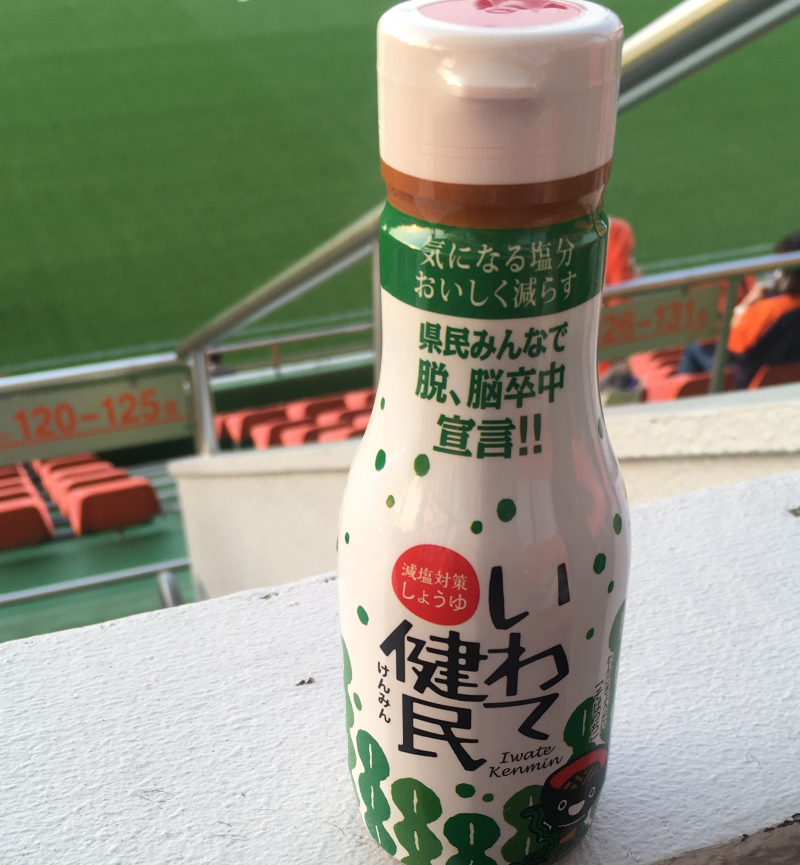 気になる塩分
おいしく減らす
県民みんなで
脱、脳卒中
宣言!!
減塩対策
しょうゆ
いわて
健民
けんみん
Iwate
Kenmin
120-125
26-131